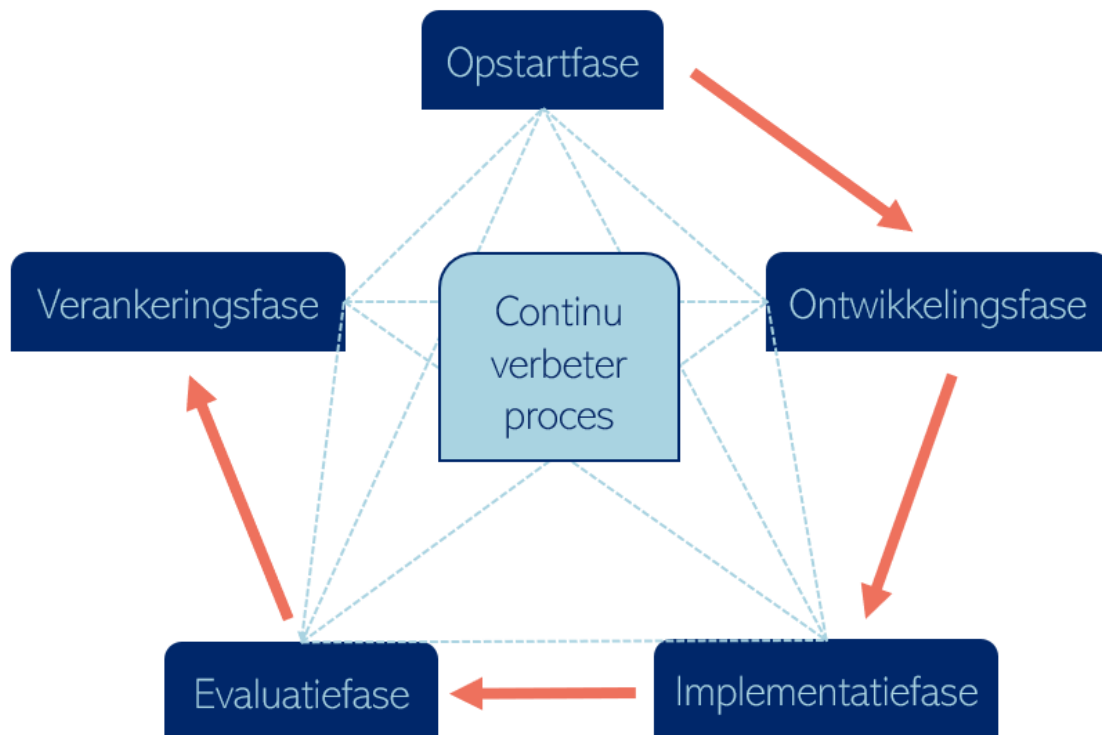 Opstartfase
Verankeringsfase
Continu
verbeter
proces
Ontwikkelingsfase
Evaluatiefase
Implementatiefase